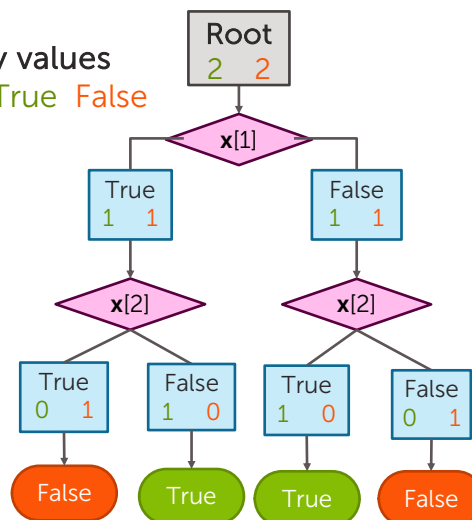 Root
2 2
y values
True False
x[1]
True
1 1
False
1 1
x[2]
x[2]
True
0 1
False
1 0
True
1 0
False
0 1
False
True
True
False